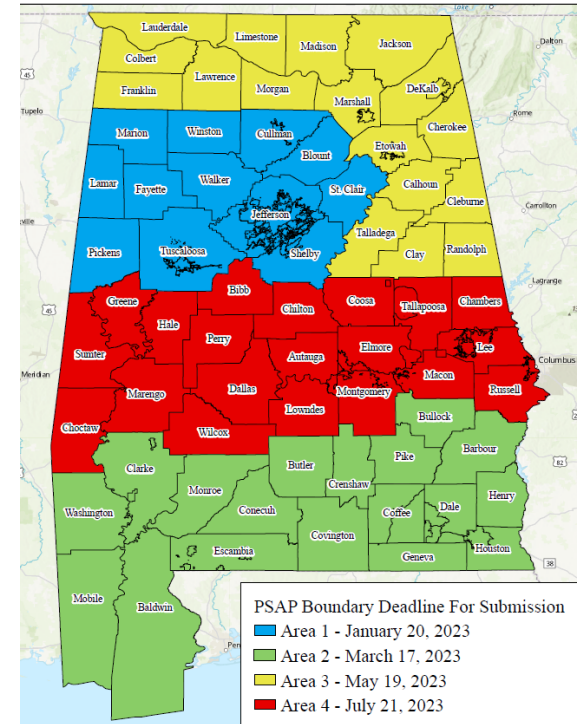 Lauderdale
Limestone
Madison
Jackson
Dalton
Colbert
45
Lawrence
Franklin
Morgan
DeKalb
Tupelo
Marshall
Rome
Cherokee
Marion
Winston
Cullman
Etowah
Blount
Lamar
Fayette
Walker
St. Clair
Calhoun
Cleburne
Carrollton
Jefferson
Talladega
Pickens
Tuscaloosa
Shelby
Clay
Randolph
Lagrange
Bibb
Greene
Chilton
Coosa
Tallapoosa
Chambers
45
Hale
Perry
Sumter
Autauga
Elmore
Lee
Columbus
Meridian
Dallas
Macon
Marengo
Montgomery
Russell
Lowndes
Choctaw
Wilcox
Bullock
Clarke
Butler
Pike
Barbour
82
Monroe
Crenshaw
Washington
Conecuh
Coffee
Dale
Henry
Covington
Escambia
Geneva
Houston
38
Mobile
Baldwin
PSAP Boundary Deadline For Submission
Area 1 - January 20, 2023
Area 2 - March 17, 2023
Area 3 - May 19, 2023
Area 4 - July 21, 2023